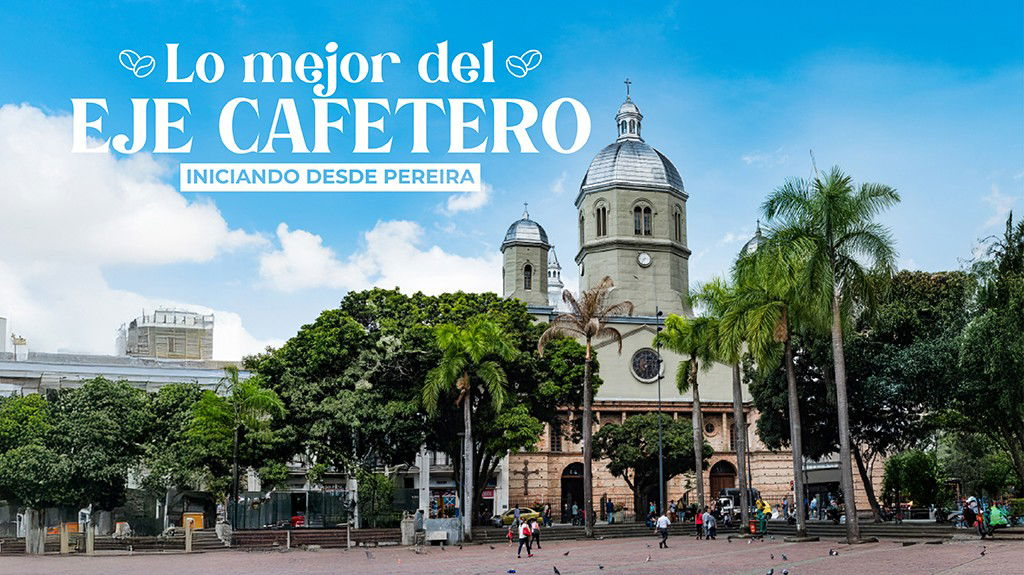 Lo mejor del
EJE CAFETERO
INICIANDO DESDE PEREIRA